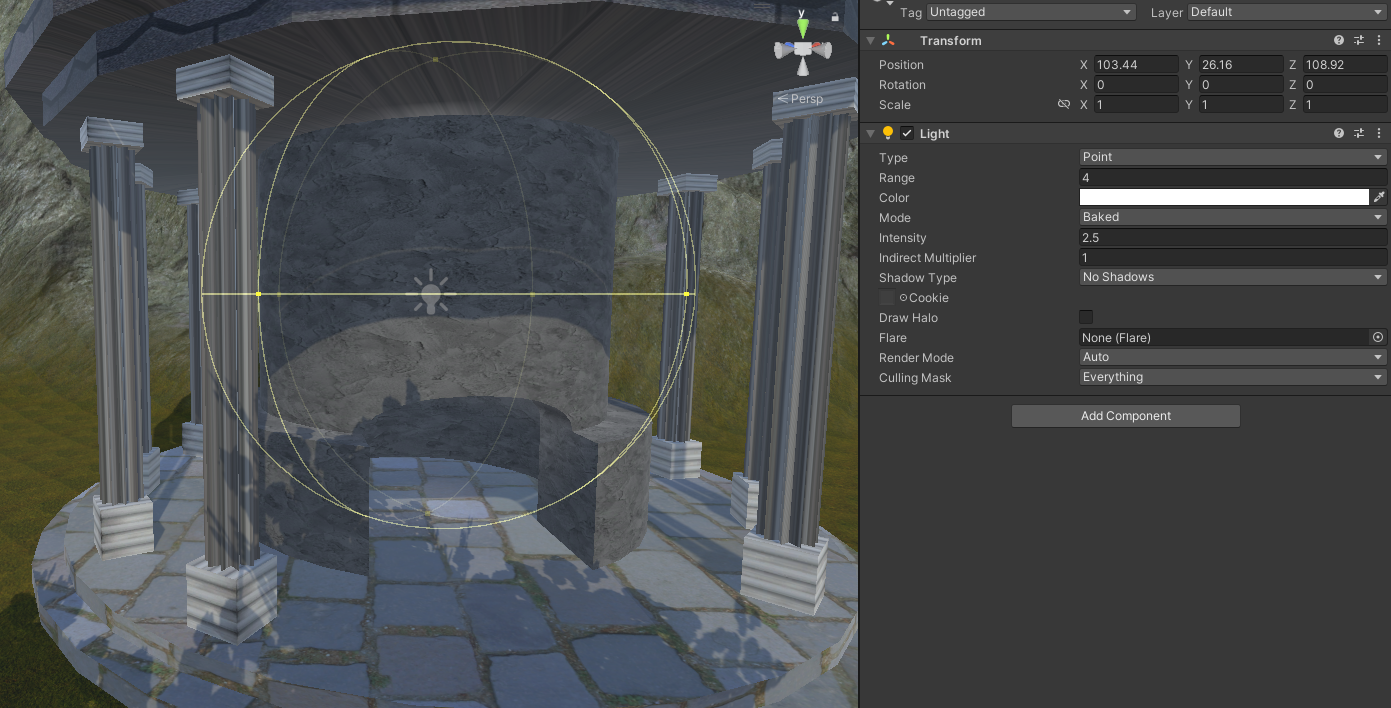 y
Persp
Tag Untagged Layer Default
Transform
Position X 103.44 Y 26.16 Z 108.92
Rotation X 0 Y 0 Z 0
Scale X 1 Y 1 Z 1
Light
Type Point
Range 4
Color
Mode Baked
Intensity 2.5
Indirect Multiplier 1
Shadow Type No Shadows
Cookie
Draw Halo
Flare None (Flare)
Render Mode Auto
Culling Mask Everything
Add Component